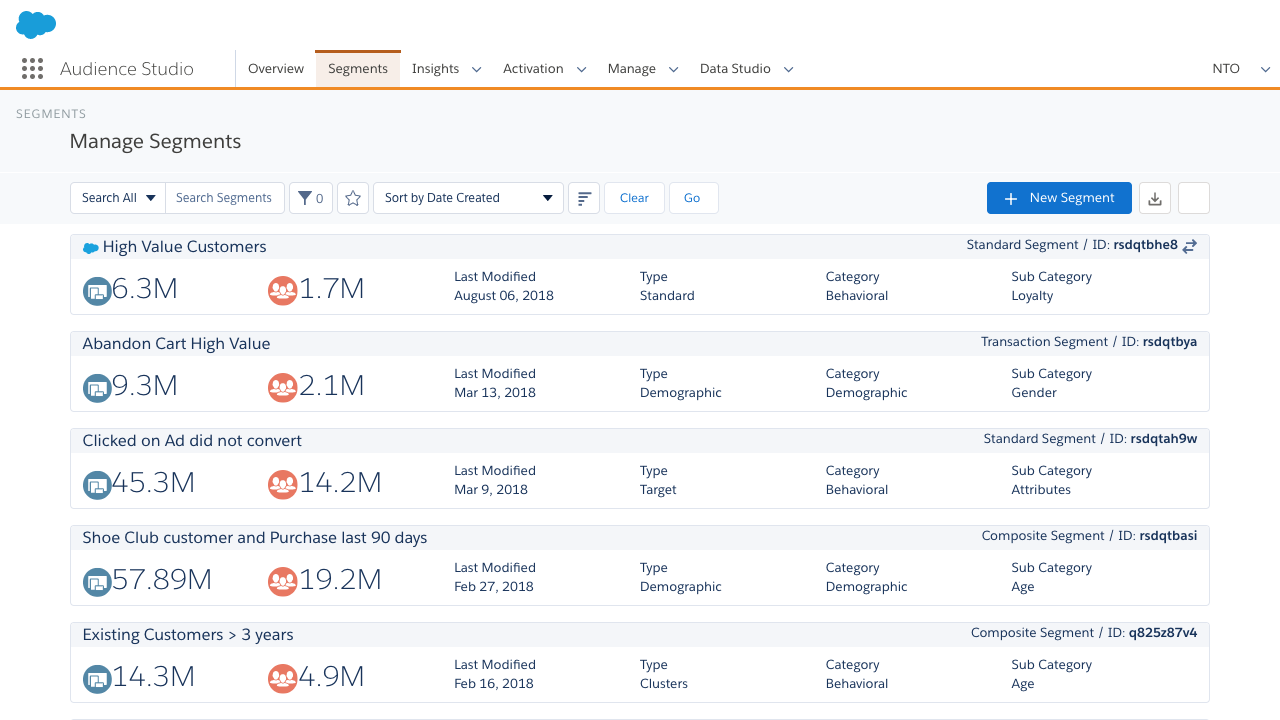 Audience Studio
Overview
Segments
Insights
Activation
Manage
Data Studio
NTO
SEGMENTS
Manage Segments
Search All
Search Segments
0
Sort by Date Created
Clear
Go
New Segment
High Value Customers
Standard Segment / ID: rsdqtbhe8
6.3M
1.7M
Last Modified
August 06, 2018
Type
Standard
Category
Behavioral
Sub Category
Loyalty
Abandon Cart High Value
Transaction Segment / ID: rsdqtbya
9.3M
2.1M
Last Modified
Mar 13, 2018
Type
Demographic
Category
Demographic
Sub Category
Gender
Clicked on Ad did not convert
Standard Segment / ID: rsdqtah9w
45.3M
14.2M
Last Modified
Mar 9, 2018
Type
Target
Category
Behavioral
Sub Category
Attributes
Shoe Club customer and Purchase last 90 days
Composite Segment / ID: rsdqtbasi
57.89M
19.2M
Last Modified
Feb 27, 2018
Type
Demographic
Category
Demographic
Sub Category
Age
Existing Customers > 3 years
Composite Segment / ID: q825z87v4
14.3M
4.9M
Last Modified
Feb 16, 2018
Type
Clusters
Category
Behavioral
Sub Category
Age